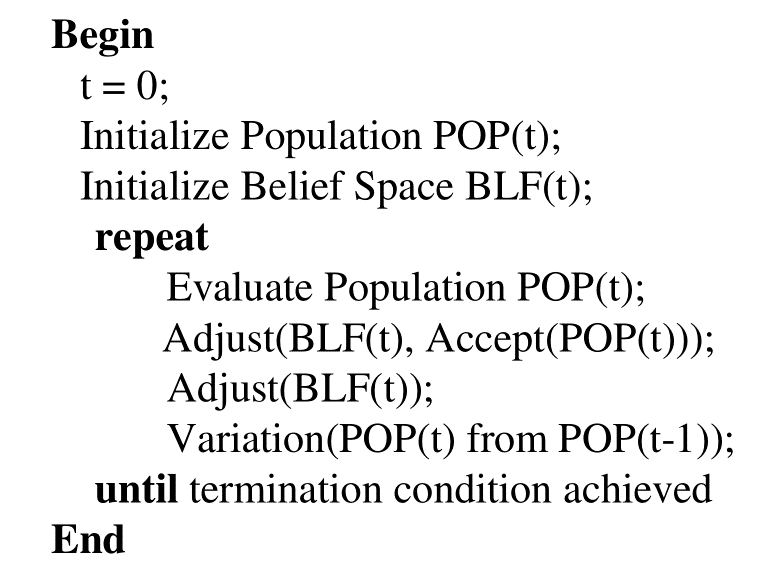 Begin
t = 0;
Initialize Population POP(t);
Initialize Belief Space BLF(t);
repeat
Evaluate Population POP(t);
Adjust(BLF(t), Accept(POP(t)));
Adjust(BLF(t));
Variation(POP(t) from POP(t-1));
until termination condition achieved
End